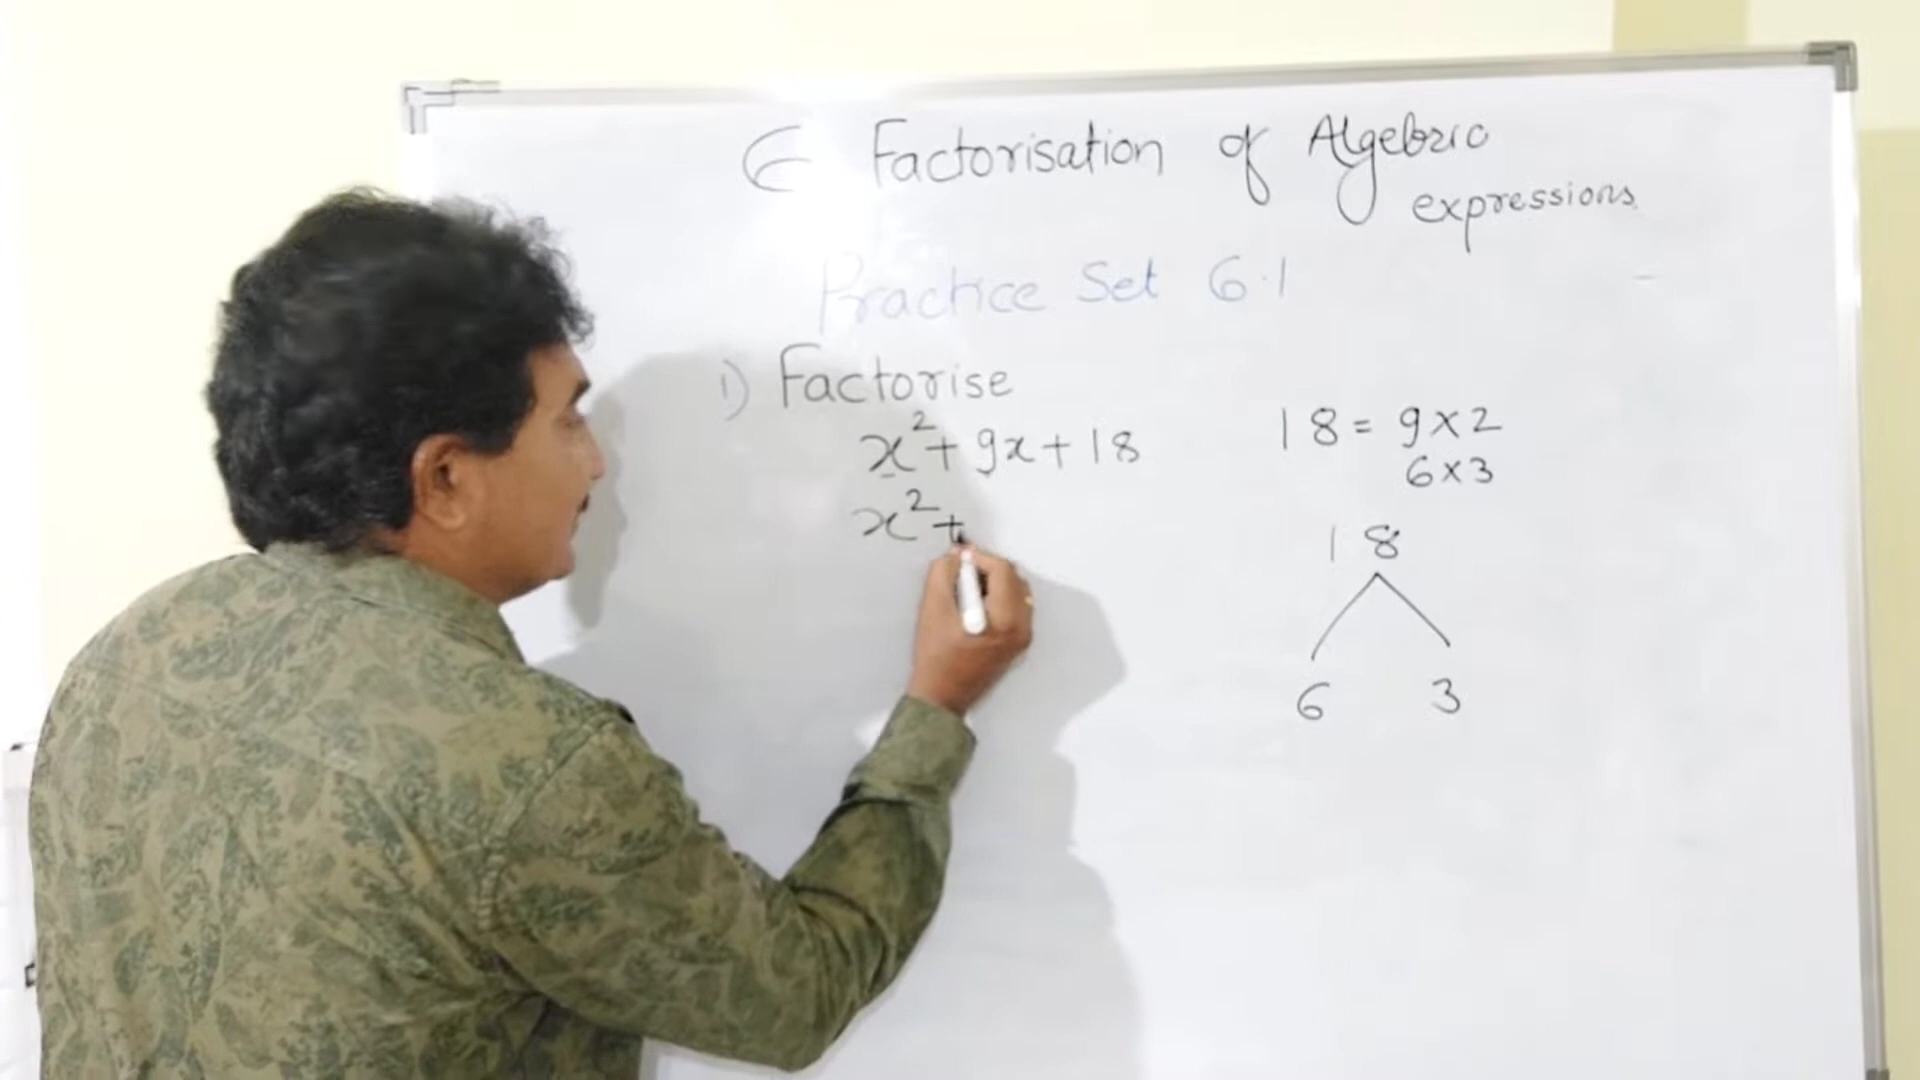 6 Factorisation of Algebric
expressions
Practice Set 6.1
1) Factorise
x²+9x+18
x²+
18 = 9×2
6×3
18
6 3